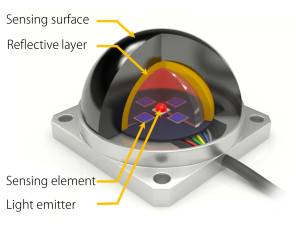 Sensing surface
Reflective layer
Sensing element
Light emitter